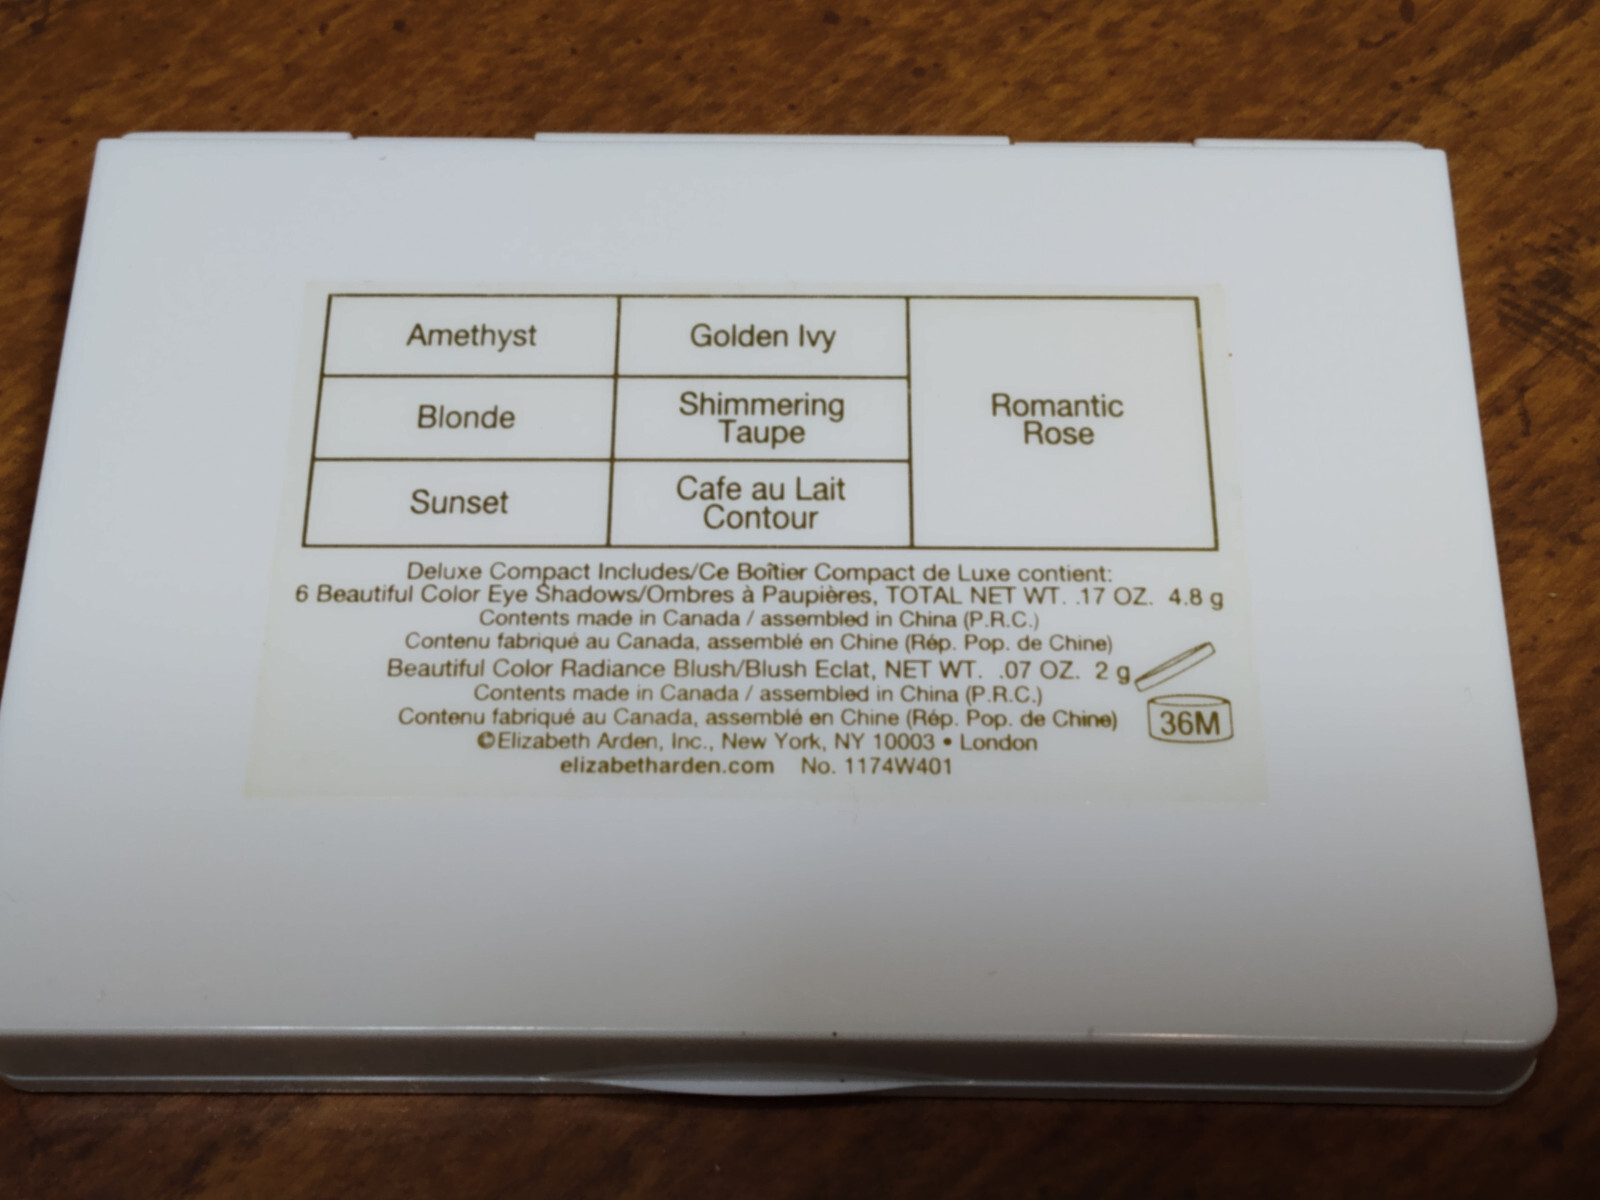 Amethyst
Golden Ivy
Romantic
Rose
Blonde
Shimmering
Taupe
Sunset
Cafe au Lait
Contour
Deluxe Compact Includes/Ce Boîtier Compact de Luxe contient:
6 Beautiful Color Eye Shadows/Ombres à Paupières, TOTAL NET WT. .17 OZ. 4.8 g
Contents made in Canada / assembled in China (P.R.C.)
Contenu fabriqué au Canada, assemblé en Chine (Rép. Pop. de Chine)
Beautiful Color Radiance Blush/Blush Eclat, NET WT. .07 OZ. 2 g
Contents made in Canada / assembled in China (P.R.C.)
Contenu fabriqué au Canada, assemblé en Chine (Rép. Pop. de Chine)
36M
©Elizabeth Arden, Inc., New York, NY 10003 • London
elizabetharden.com No. 1174W401